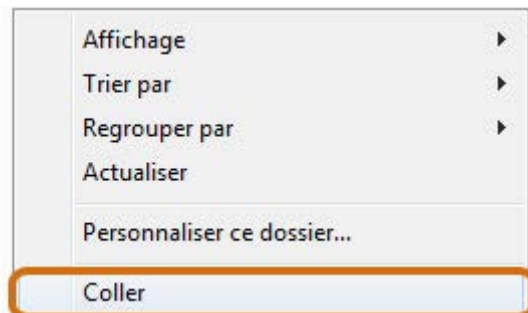 Affichage
Trier par
Regrouper par
Actualiser
Personnaliser ce dossier...
Coller